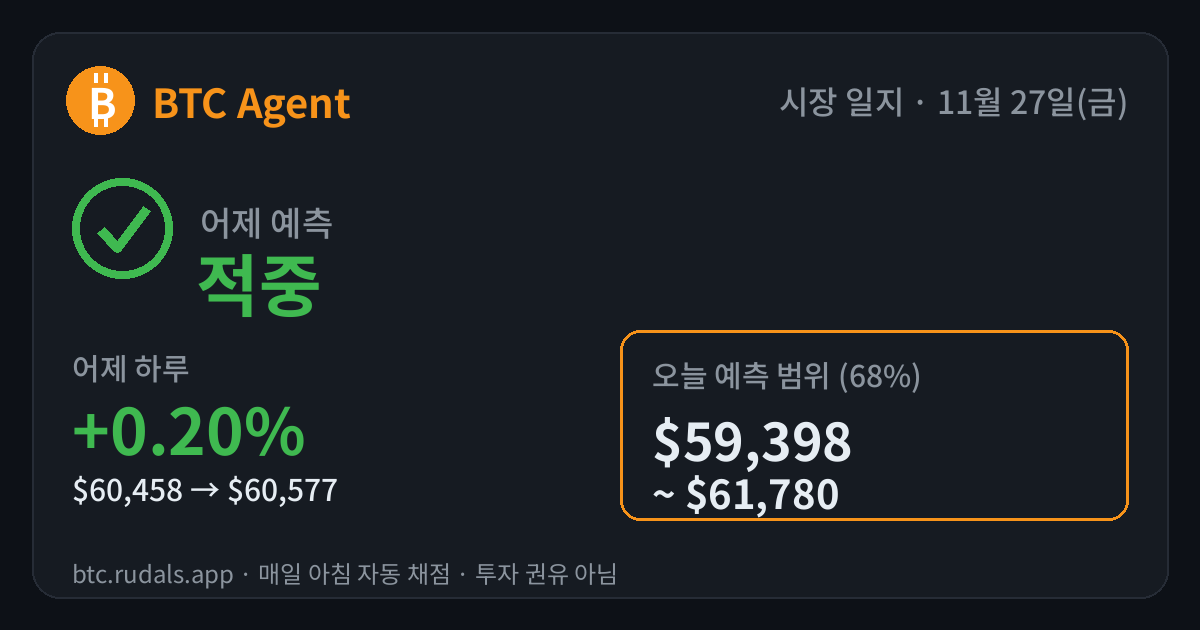 BTC Agent
시장 일지 · 11월 27일(금)
어제 예측
적중
어제 하루
+0.20%
$60,458 → $60,577
오늘 예측 범위 (68%)
$59,398
~ $61,780
btc.rudals.app · 매일 아침 자동 채점 · 투자 권유 아님